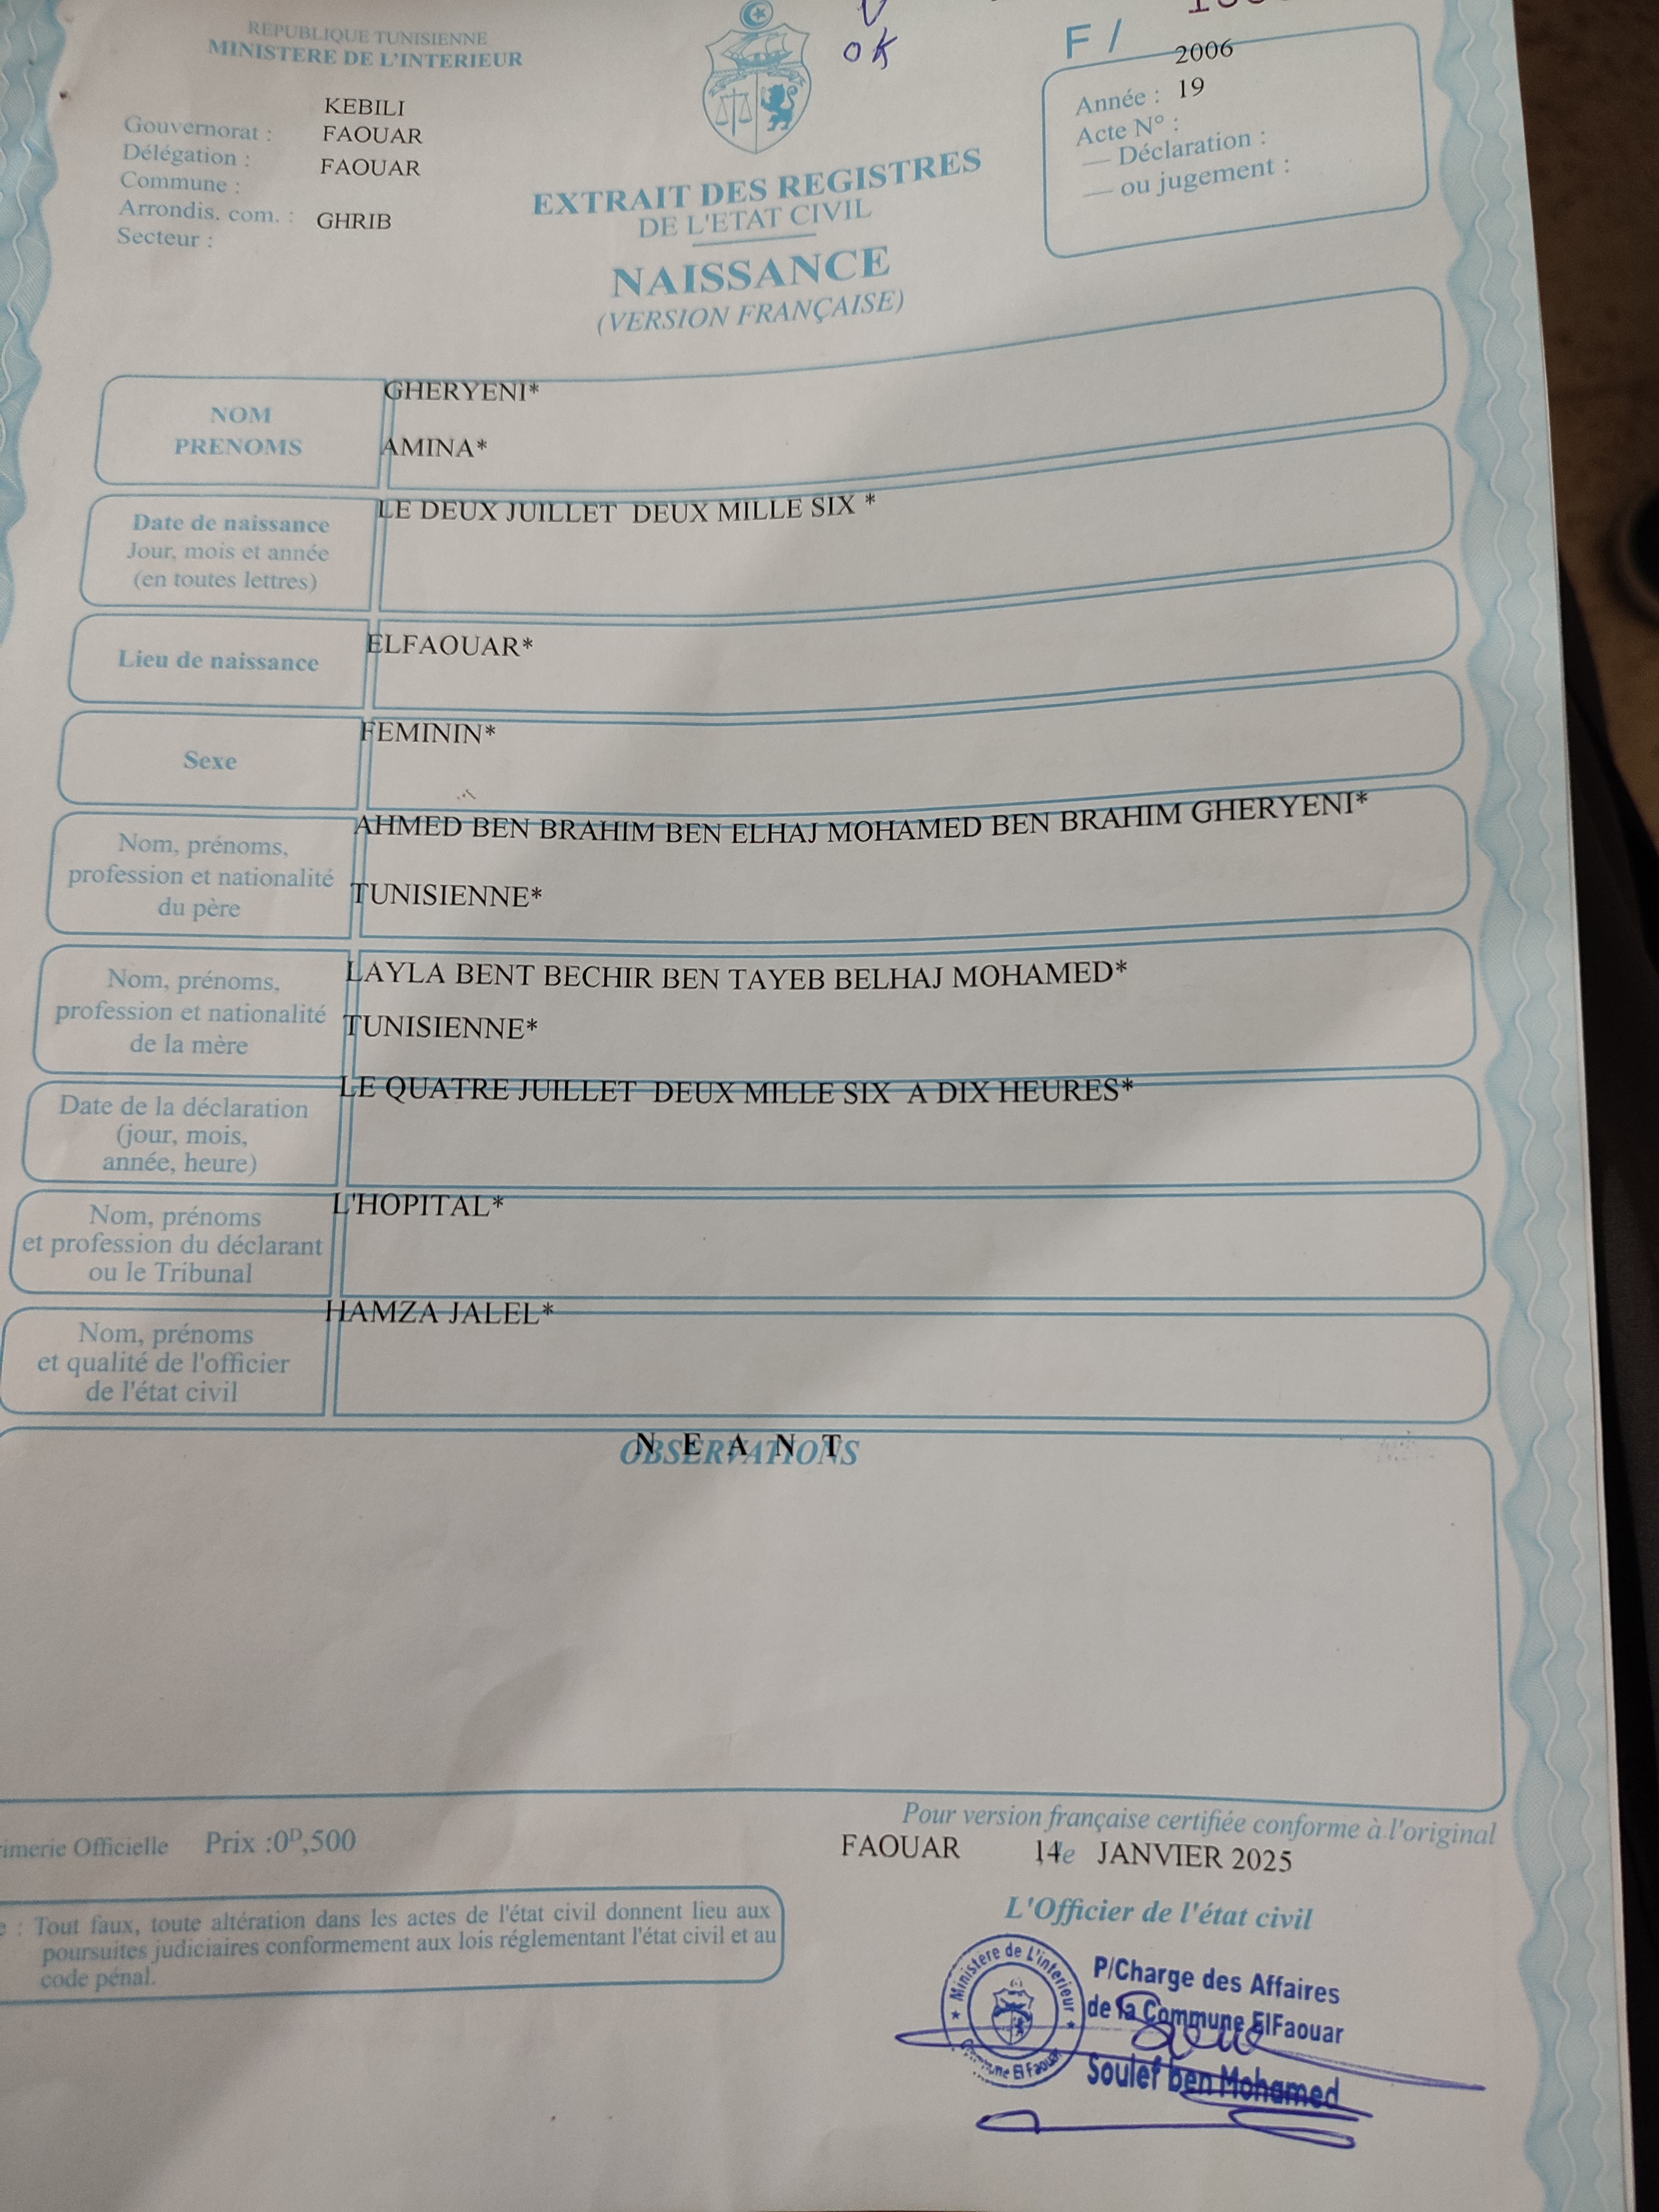 REPUBLIQUE TUNISIENNE
MINISTERE DE L'INTERIEUR
OK
F /
2006
Année : 19
Acte N° :
— Déclaration :
— ou jugement :
KEBILI
Gouvernorat : FAOUAR
Délégation : FAOUAR
Commune :
Arrondis. com. : GHRIB
Secteur :
EXTRAIT DES REGISTRES
DE L'ETAT CIVIL
NAISSANCE
(VERSION FRANÇAISE)
NOM
PRENOMS
GHERYENI*
AMINA*
Date de naissance
Jour, mois et année
(en toutes lettres)
LE DEUX JUILLET DEUX MILLE SIX *
Lieu de naissance
ELFAOUAR*
Sexe
FEMININ*
Nom, prénoms,
profession et nationalité
du père
AHMED BEN BRAHIM BEN ELHAJ MOHAMED BEN BRAHIM GHERYENI*
TUNISIENNE*
Nom, prénoms,
profession et nationalité
de la mère
LAYLA BENT BECHIR BEN TAYEB BELHAJ MOHAMED*
TUNISIENNE*
Date de la déclaration
(jour, mois,
année, heure)
LE QUATRE JUILLET DEUX MILLE SIX A DIX HEURES*
Nom, prénoms
et profession du déclarant
ou le Tribunal
L'HOPITAL*
Nom, prénoms
et qualité de l'officier
de l'état civil
HAMZA JALEL*
OBSERVATIONS
N E A N T
Pour version française certifiée conforme à l'original
imerie Officielle Prix :0D,500
FAOUAR 14 JANVIER 2025
: Tout faux, toute altération dans les actes de l'état civil donnent lieu aux
poursuites judiciaires conformement aux lois réglementant l'état civil et au
code pénal.
L'Officier de l'état civil
Ministere de L'interieur
Commune El Faouar
P/Charge des Affaires
de la Commune ElFaouar
Soulef ben Mohamed